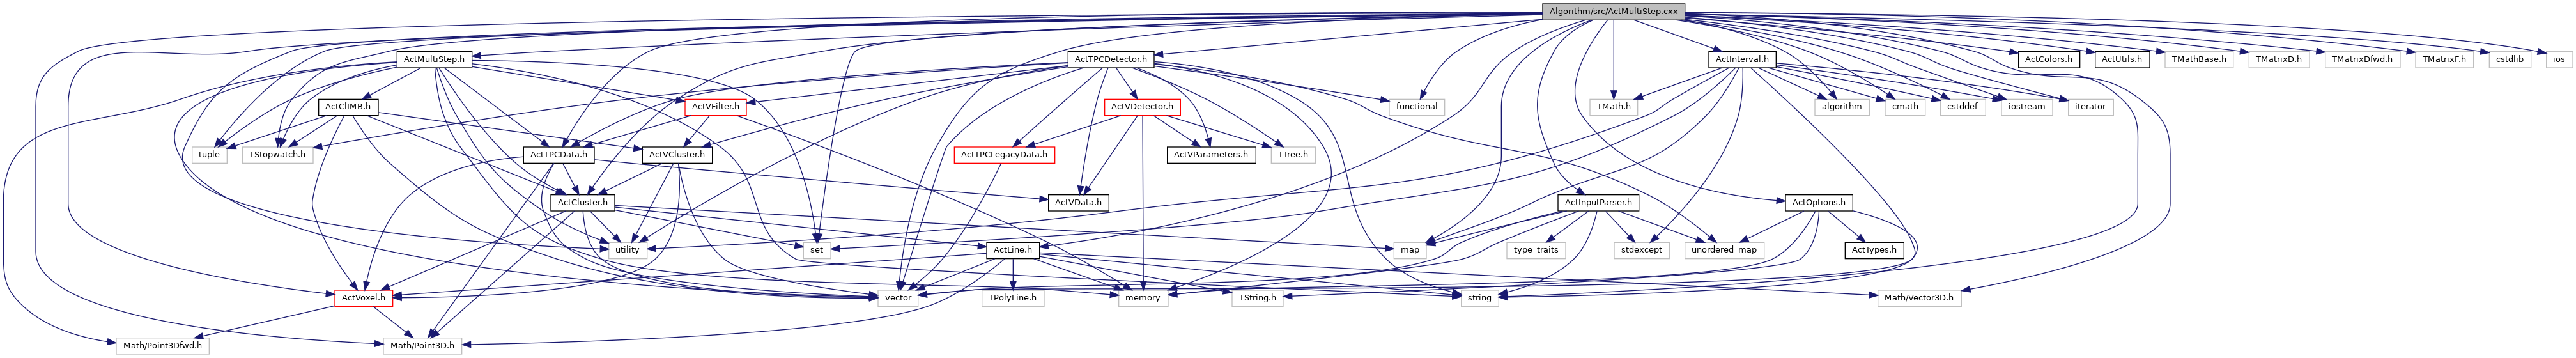 Algorithm/src/ActMultiStep.cxx
ActMultiStep.h
ActTPCDetector.h
ActInterval.h
ActColors.h
ActUtils.h
TMathBase.h
TMatrixD.h
TMatrixDfwd.h
TMatrixF.h
cstdlib
ios
ActClIMB.h
ActVFilter.h
ActVDetector.h
functional
TMath.h
algorithm
cmath
cstddef
iostream
iterator
tuple
TStopwatch.h
ActTPCData.h
ActVCluster.h
ActTPCLegacyData.h
ActVParameters.h
TTree.h
ActCluster.h
ActVData.h
ActInputParser.h
ActOptions.h
utility
set
ActLine.h
map
type_traits
stdexcept
unordered_map
ActTypes.h
ActVoxel.h
vector
TPolyLine.h
memory
TString.h
string
Math/Vector3D.h
Math/Point3Dfwd.h
Math/Point3D.h